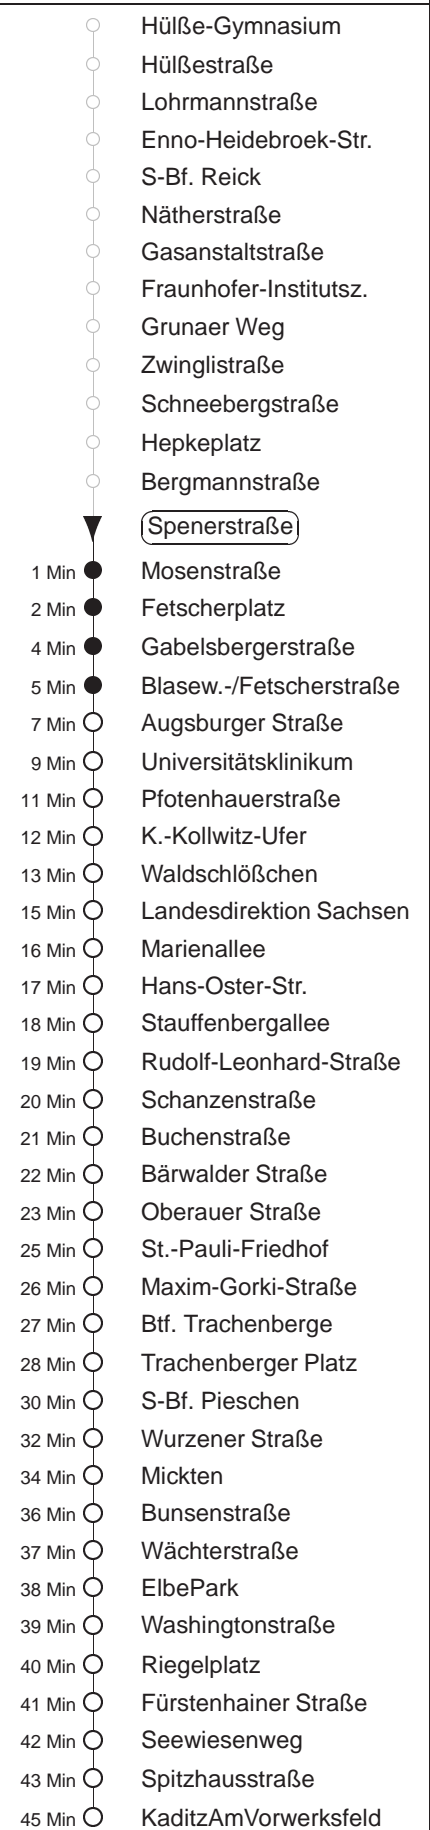 Hülße-Gymnasium
Hülßestraße
Lohrmannstraße
Enno-Heidebroek-Str.
S-Bf. Reick
Nätherstraße
Gasanstaltstraße
Fraunhofer-Institutsz.
Grunaer Weg
Zwinglistraße
Schneebergstraße
Hepkeplatz
Bergmannstraße
Spenerstraße
1 Min Mosenstraße
2 Min Fetscherplatz
4 Min Gabelsbergerstraße
5 Min Blasew.-/Fetscherstraße
7 Min Augsburger Straße
9 Min Universitätsklinikum
11 Min Pfotenhauerstraße
12 Min K.-Kollwitz-Ufer
13 Min Waldschlößchen
15 Min Landesdirektion Sachsen
16 Min Marienallee
17 Min Hans-Oster-Str.
18 Min Stauffenbergallee
19 Min Rudolf-Leonhard-Straße
20 Min Schanzenstraße
21 Min Buchenstraße
22 Min Bärwalder Straße
23 Min Oberauer Straße
25 Min St.-Pauli-Friedhof
26 Min Maxim-Gorki-Straße
27 Min Btf. Trachenberge
28 Min Trachenberger Platz
30 Min S-Bf. Pieschen
32 Min Wurzener Straße
34 Min Mickten
36 Min Bunsenstraße
37 Min Wächterstraße
38 Min ElbePark
39 Min Washingtonstraße
40 Min Riegelplatz
41 Min Fürstenhainer Straße
42 Min Seewiesenweg
43 Min Spitzhausstraße
45 Min KaditzAmVorwerksfeld